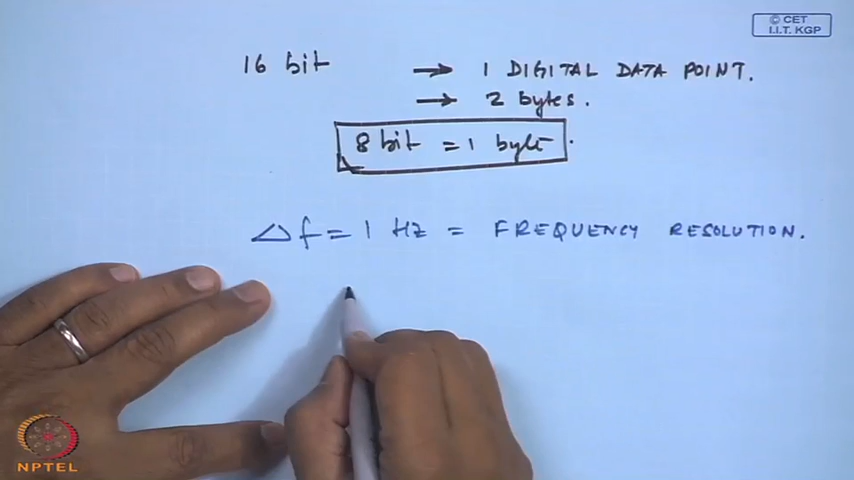 © CET
I.I.T. KGP
16 bit → 1 DIGITAL DATA POINT.
→ 2 bytes.
8 bit = 1 byte.
Δf = 1 Hz = FREQUENCY RESOLUTION.
NPTEL